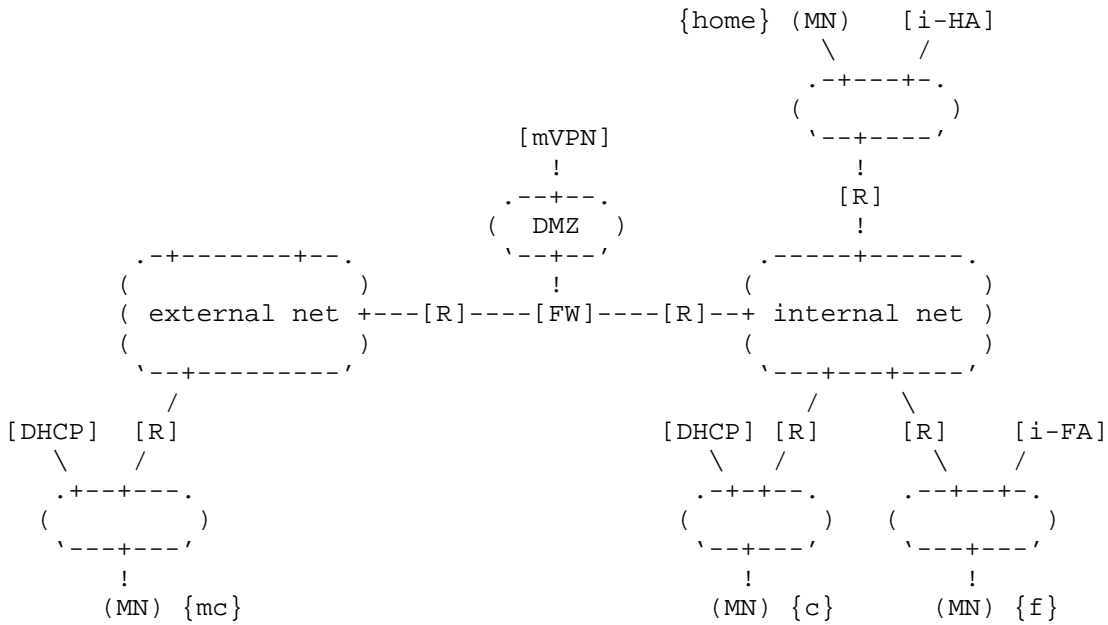 {home} (MN) [i-HA]
\ /
.-+---+-.
( )
[mVPN] `--+----'
! !
.--+--. [R]
( DMZ ) !
.-+-------+--. `--+--' .-----+------.
( ) ! ( )
( external net +---[R]----[FW]----[R]--+ internal net )
( ) ( )
`--+---------' `---+---+----'
/ / \
[DHCP] [R] [DHCP] [R] [R] [i-FA]
\ / \ / \ /
.+--+---. .-+-+--. .--+--+-.
( ) ( ) ( )
`---+---' `--+---' `---+---'
! ! !
(MN) {mc} (MN) {c} (MN) {f}